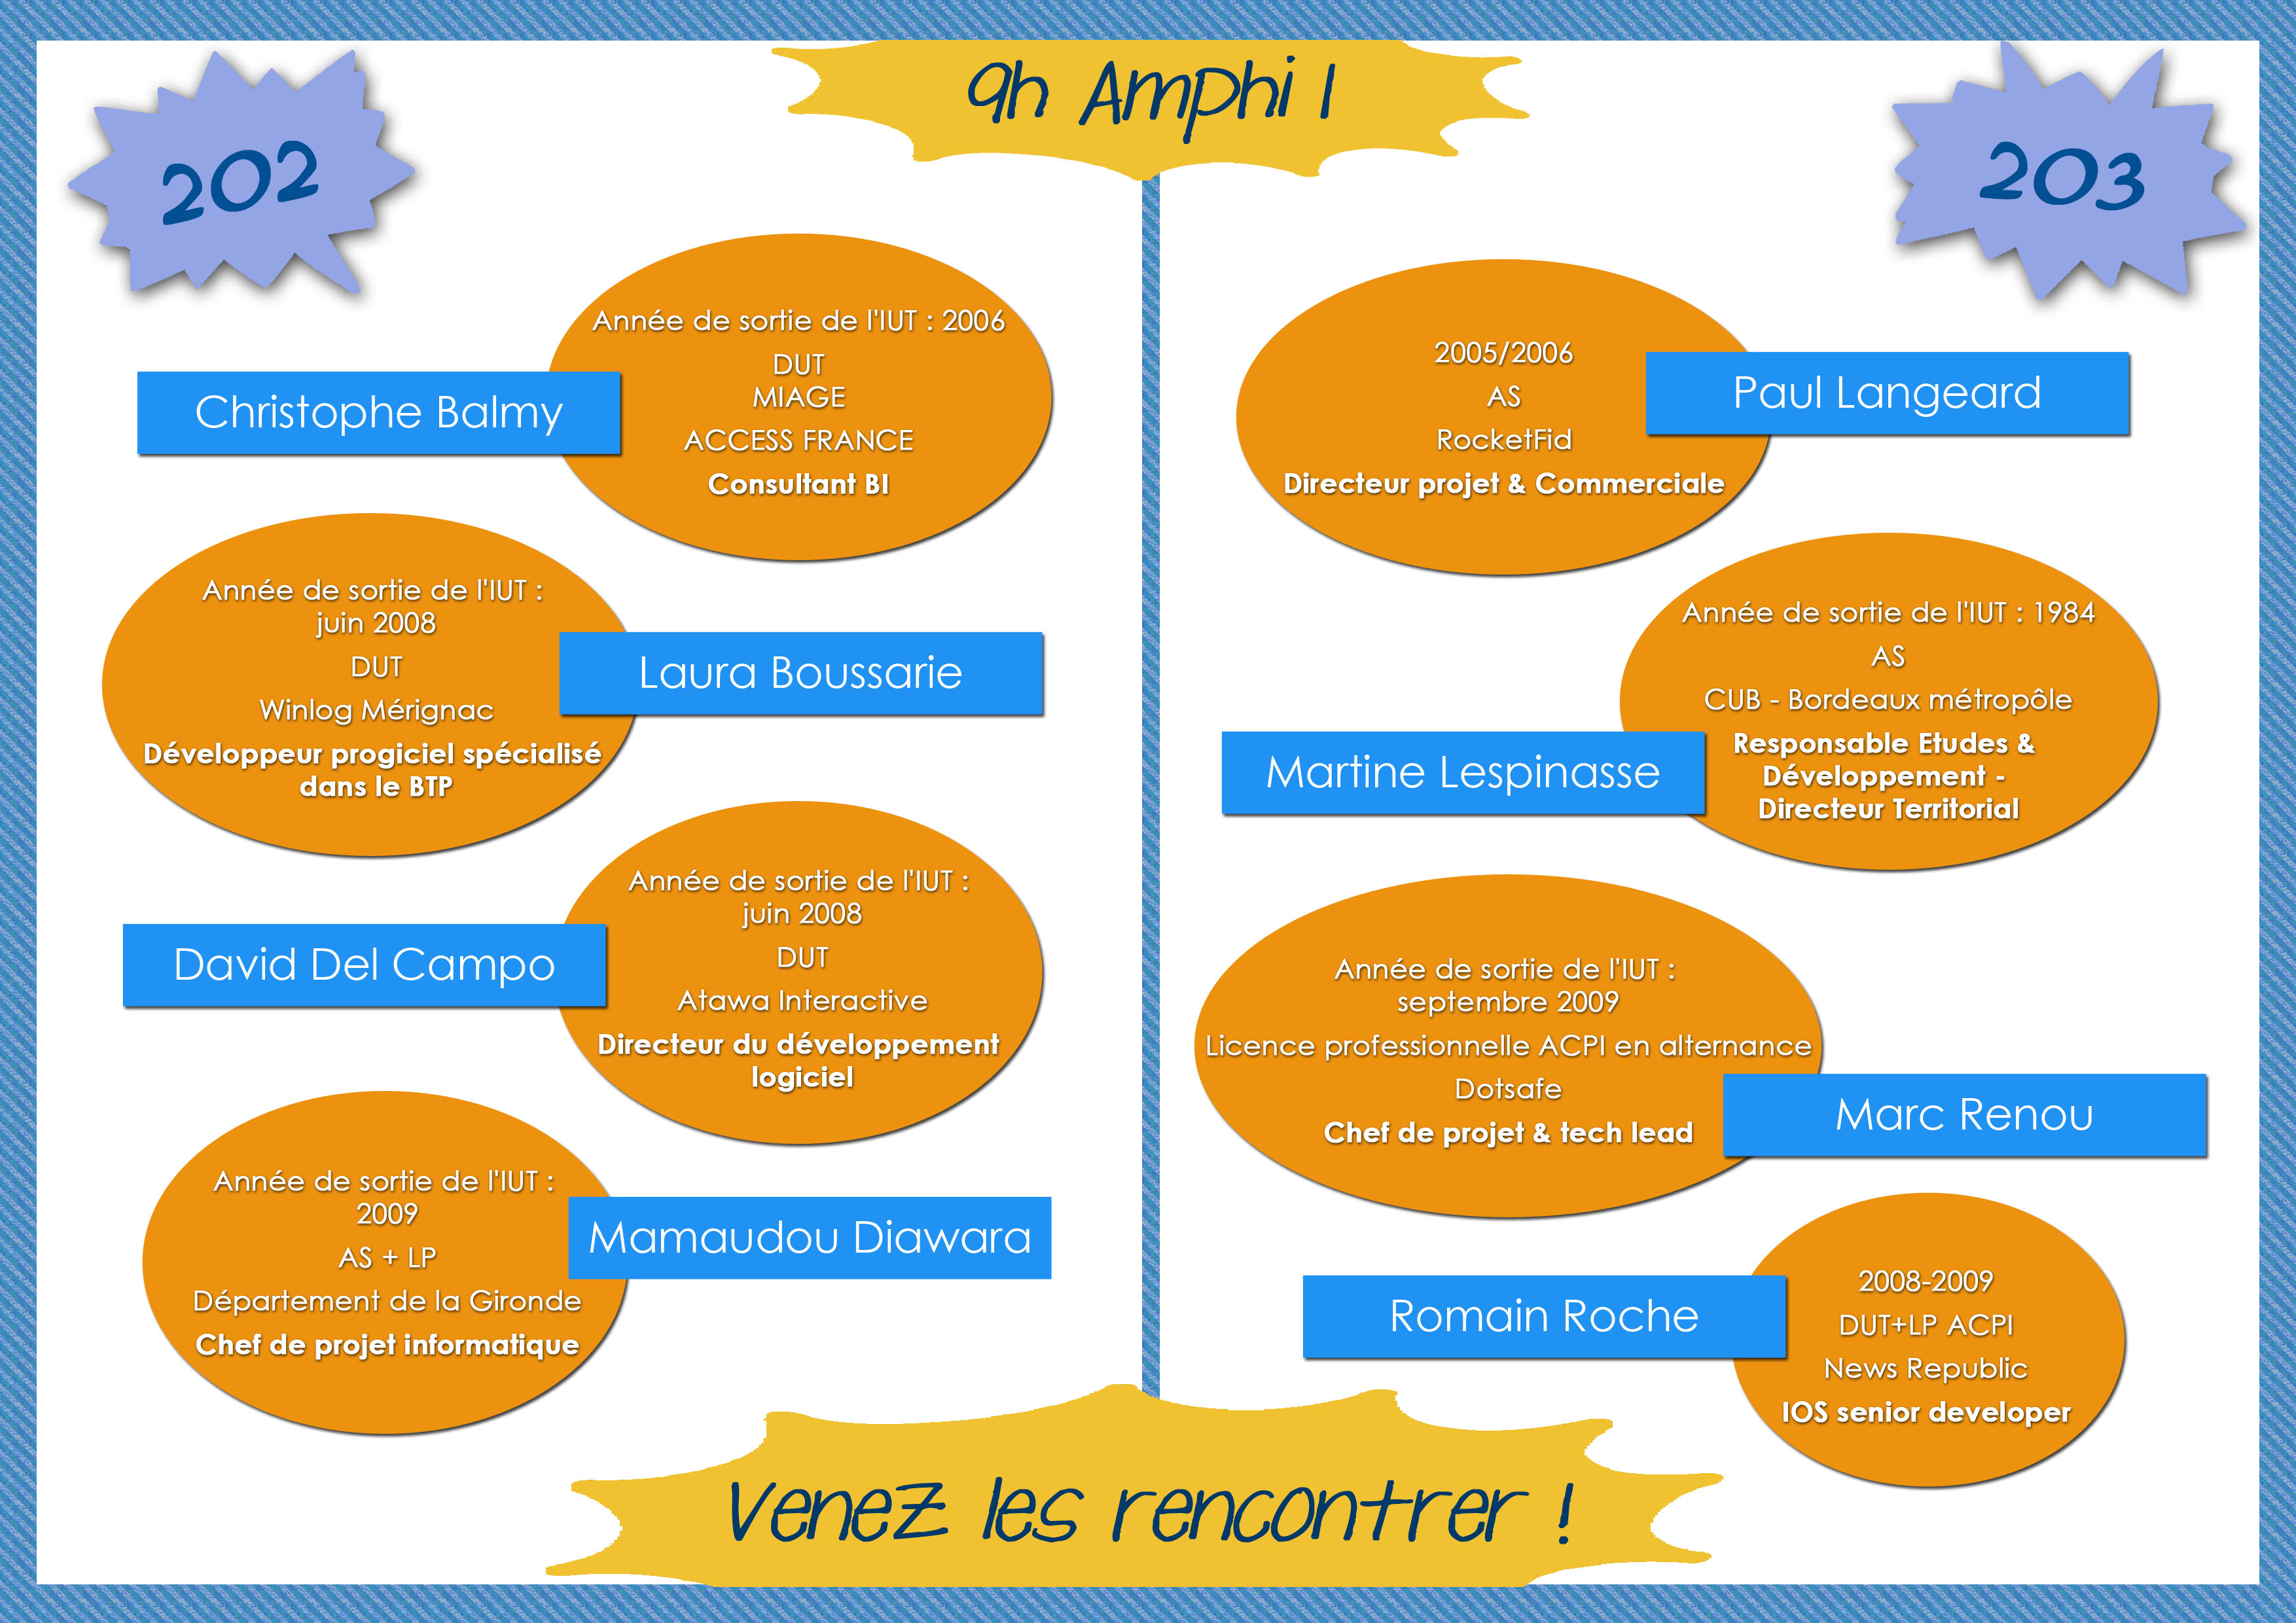 9h Amphi 1
202
Année de sortie de l'IUT : 2006
DUT
MIAGE
ACCESS FRANCE
Consultant BI
Christophe Balmy
Année de sortie de l'IUT :
juin 2008
DUT
Winlog Mérignac
Développeur progiciel spécialisé
dans le BTP
Laura Boussarie
Année de sortie de l'IUT :
juin 2008
DUT
Atawa Interactive
Directeur du développement
logiciel
David Del Campo
Année de sortie de l'IUT :
2009
AS + LP
Département de la Gironde
Chef de projet informatique
Mamaudou Diawara
203
2005/2006
AS
RocketFid
Directeur projet & Commerciale
Paul Langeard
Année de sortie de l'IUT : 1984
AS
CUB - Bordeaux métropôle
Responsable Etudes &
Développement -
Directeur Territorial
Martine Lespinasse
Année de sortie de l'IUT :
septembre 2009
Licence professionnelle ACPI en alternance
Dotsafe
Chef de projet & tech lead
Marc Renou
2008-2009
DUT+LP ACPI
News Republic
IOS senior developer
Romain Roche
Venez les rencontrer !